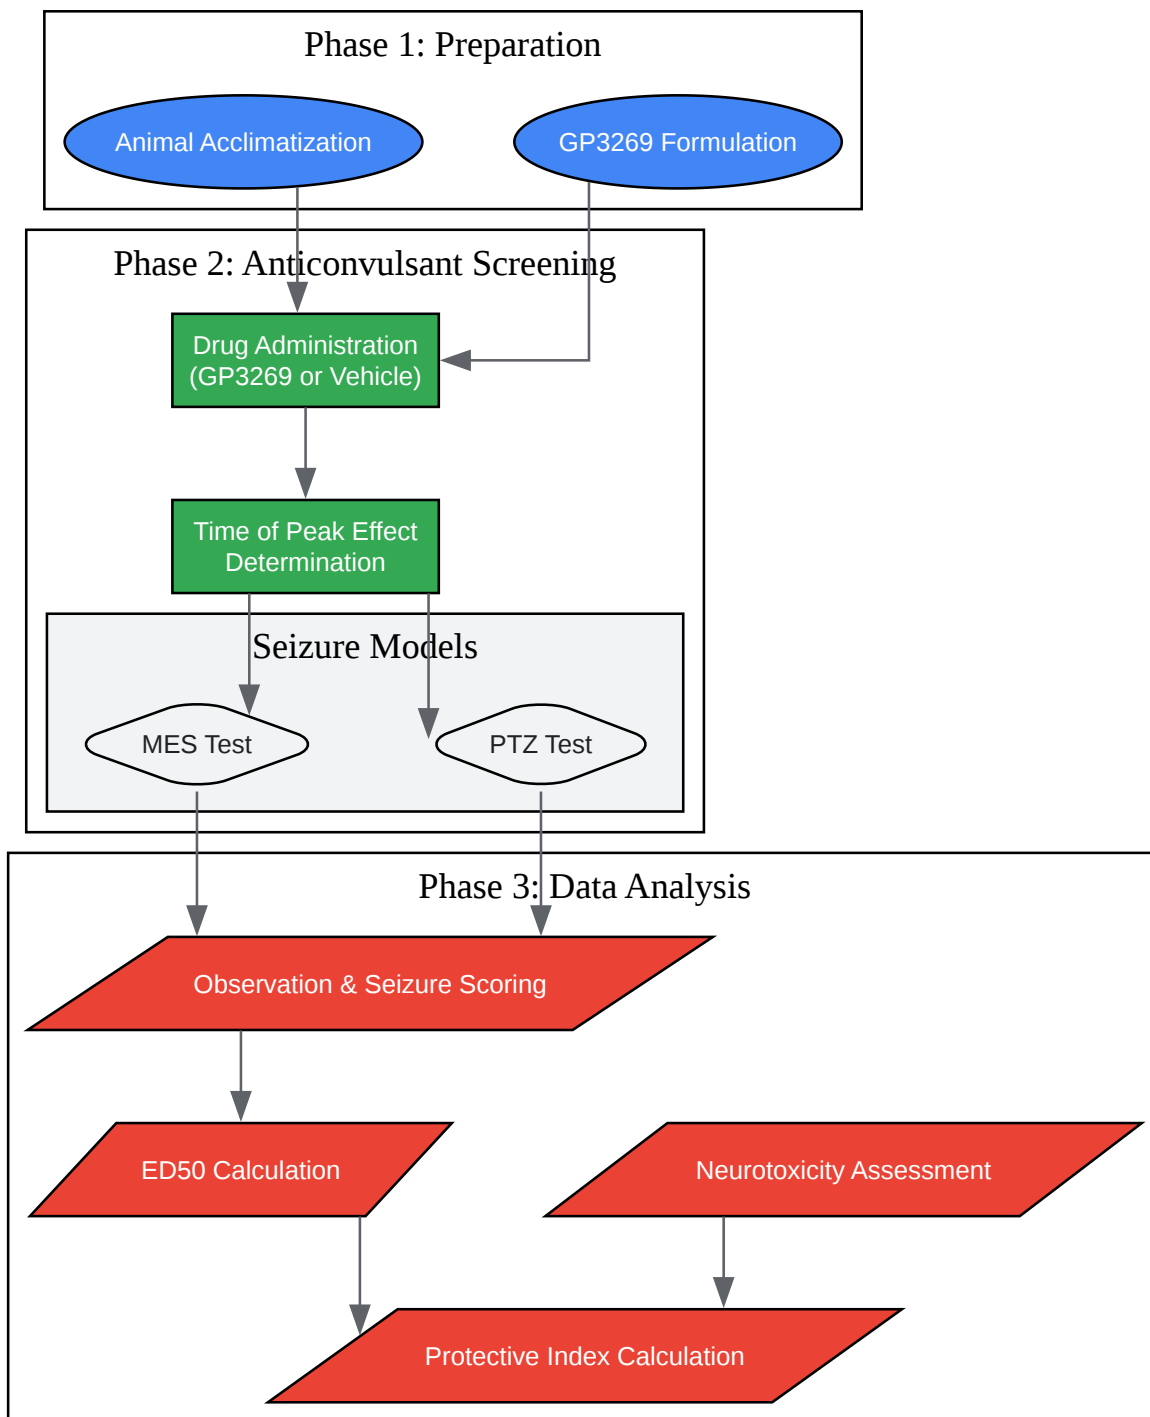 Phase 1: Preparation
Animal Acclimatization
GP3269 Formulation
Phase 2: Anticonvulsant Screening
Drug Administration
(GP3269 or Vehicle)
Time of Peak Effect
Determination
Seizure Models
MES Test
PTZ Test
Phase 3: Data Analysis
Observation & Seizure Scoring
ED50 Calculation
Neurotoxicity Assessment
Protective Index Calculation